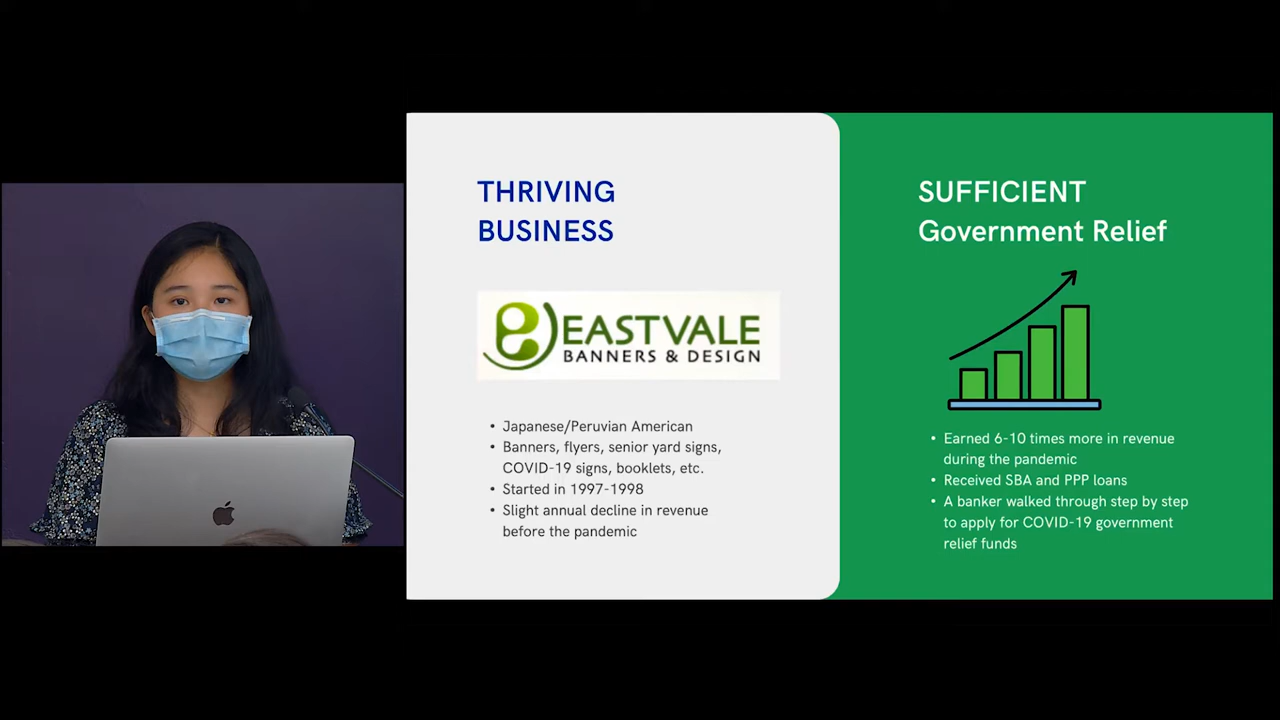 THRIVING
BUSINESS
EASTVALE
BANNERS & DESIGN
• Japanese/Peruvian American
• Banners, flyers, senior yard signs,
COVID-19 signs, booklets, etc.
• Started in 1997-1998
• Slight annual decline in revenue
before the pandemic
SUFFICIENT
Government Relief
• Earned 6-10 times more in revenue
during the pandemic
• Received SBA and PPP loans
• A banker walked through step by step
to apply for COVID-19 government
relief funds